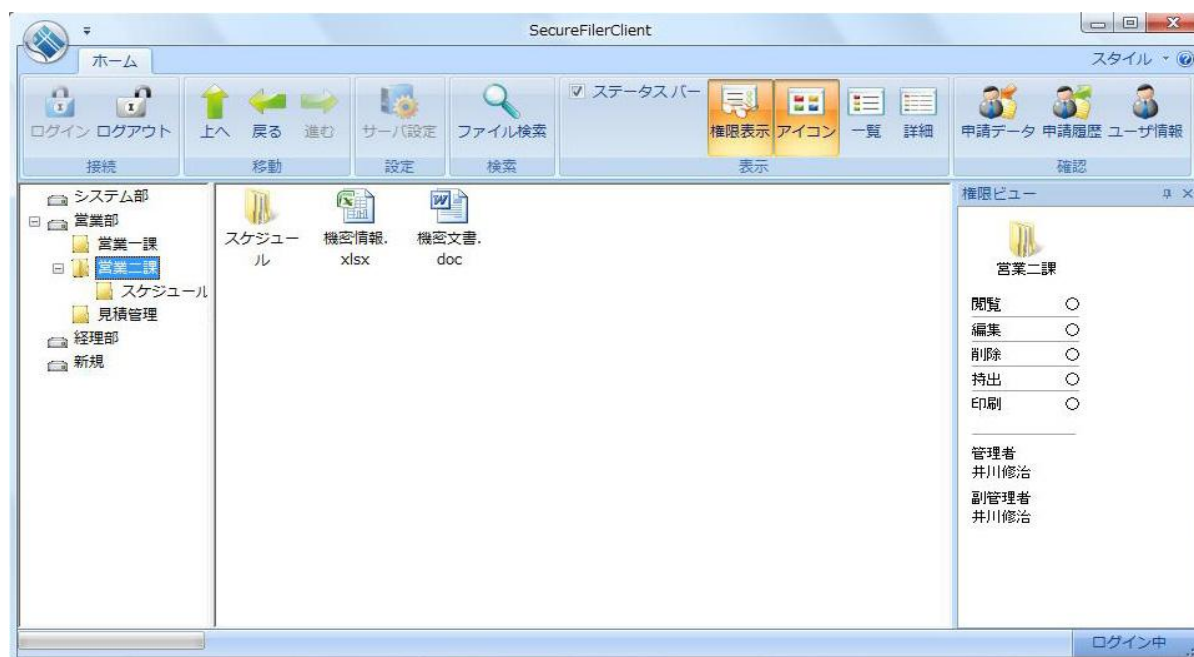 SecureFilerClient
ホーム
スタイル
ログイン ログアウト 上へ 戻る 進む サーバ設定 ファイル検索 ステータス バー 権限表示 アイコン 一覧 詳細 申請データ 申請履歴 ユーザ情報
接続 移動 設定 検索 表示 確認
システム部
営業部
営業一課
営業二課
スケジュール
見積管理
経理部
新規
スケジュー
ル
機密情報.
xlsx
機密文書.
doc
権限ビュー
営業二課
閲覧 ○
編集 ○
削除 ○
持出 ○
印刷 ○
管理者
井川修治
副管理者
井川修治
ログイン中